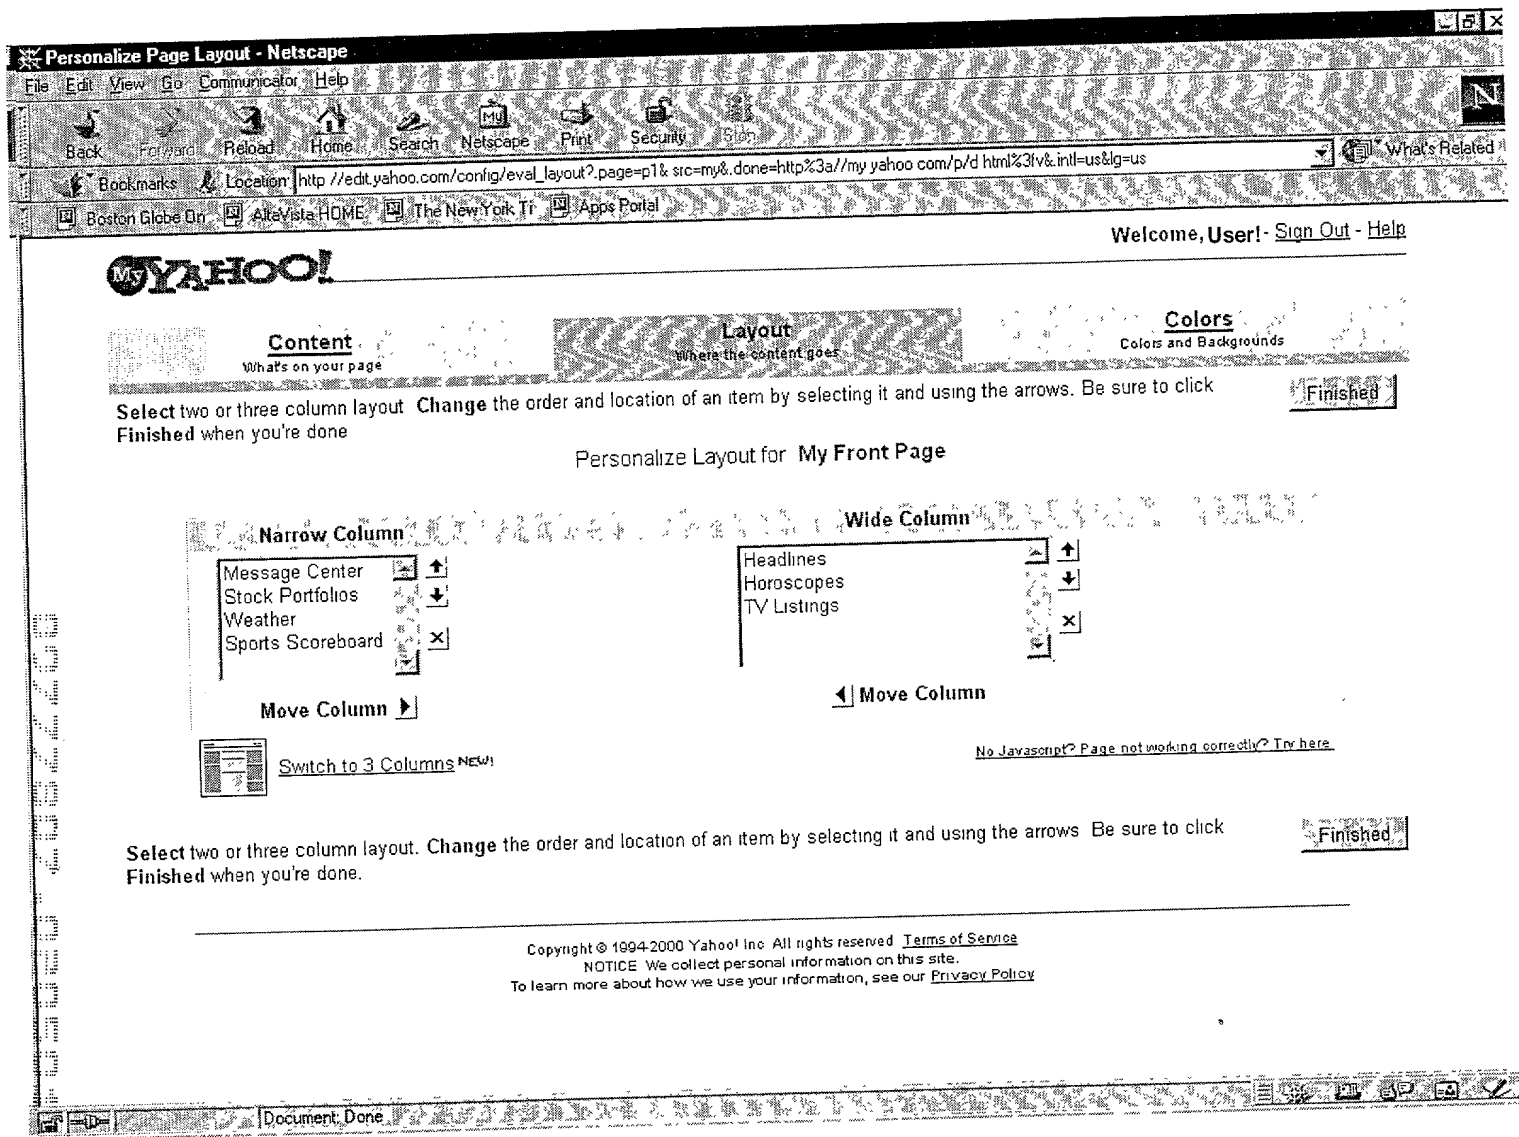 Personalize Page Layout - Netscape
File Edit View Go Communicator Help
N
My
Back Forward Reload Home Search Netscape Print Security Stop
Bookmarks Location: http //edit.yahoo.com/config/eval_layout?.page=p1& src=my&.done=http%3a//my yahoo com/p/d html%3fv&.intl=us&lg=us What's Related
Boston Globe On AltaVista HOME The New York Ti Apps Portal
Welcome, User! - Sign Out - Help
My YAHOO!
Content Layout Colors
What's on your page Where the content goes Colors and Backgrounds
Select two or three column layout Change the order and location of an item by selecting it and using the arrows. Be sure to click Finished
Finished when you're done
Personalize Layout for My Front Page
Narrow Column Wide Column
Message Center Headlines
Stock Portfolios Horoscopes
Weather TV Listings
Sports Scoreboard
Move Column Move Column
Switch to 3 Columns NEW! No Javascript? Page not working correctly? Try here.
Select two or three column layout. Change the order and location of an item by selecting it and using the arrows Be sure to click Finished
Finished when you're done.
Copyright © 1994-2000 Yahoo! Inc All rights reserved Terms of Service
NOTICE We collect personal information on this site.
To learn more about how we use your information, see our Privacy Policy
Document: Done